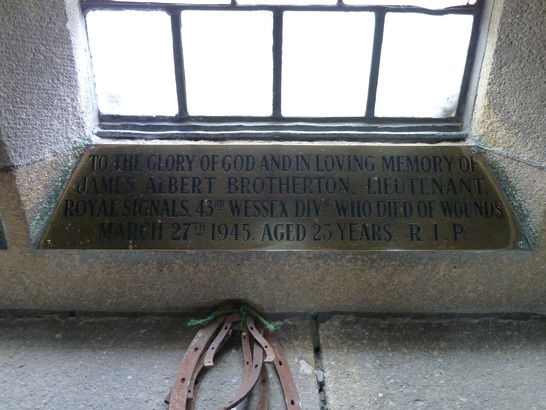 TO THE GLORY OF GOD AND IN LOVING MEMORY OF
JAMES ALBERT BROTHERTON, LIEUTENANT,
ROYAL SIGNALS, 43RD WESSEX DIVN. WHO DIED OF WOUNDS
MARCH 27TH 1945. AGED 23 YEARS. R. I. P.